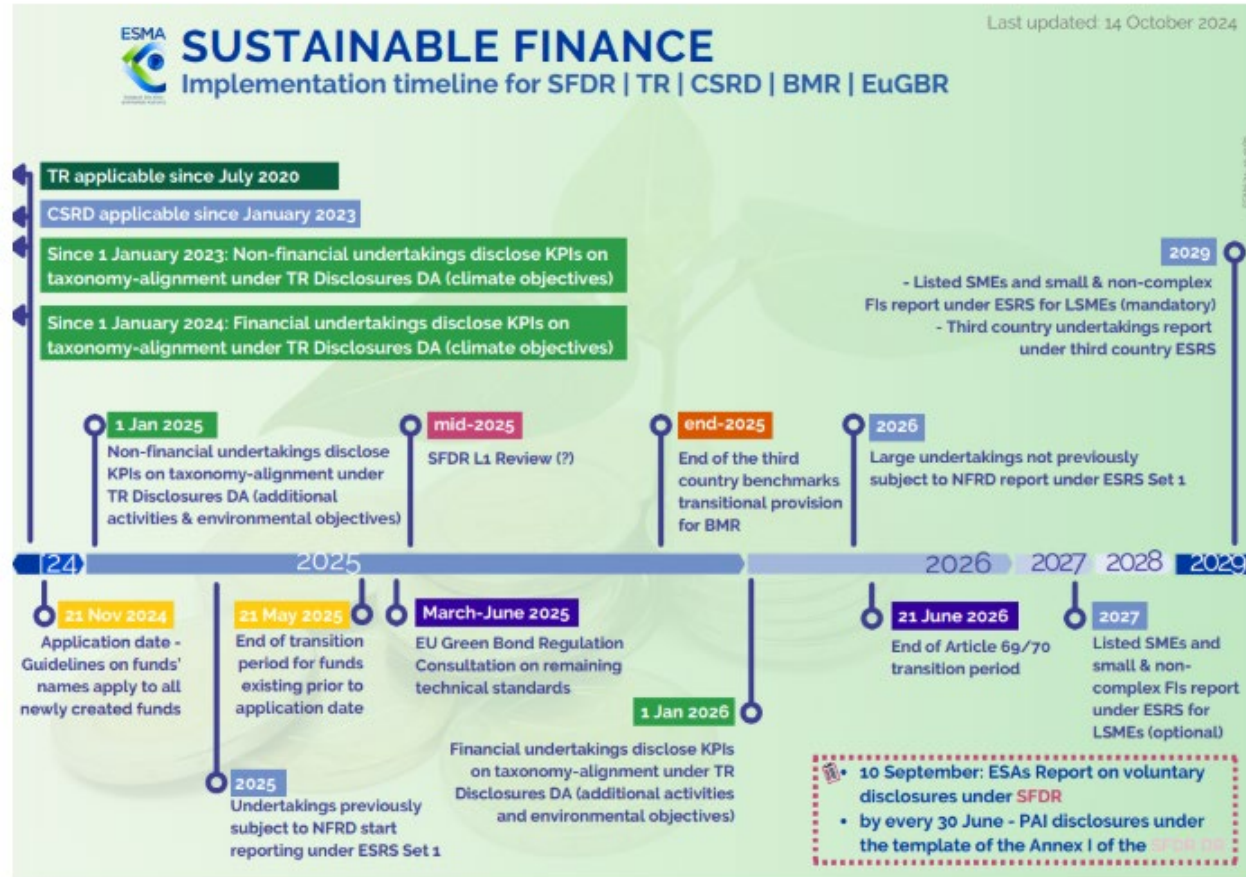 Last updated: 14 October 2024
ESMA
SUSTAINABLE FINANCE
Implementation timeline for SFDR | TR | CSRD | BMR | EuGBR
TR applicable since July 2020
CSRD applicable since January 2023
Since 1 January 2023: Non-financial undertakings disclose KPIs on
taxonomy-alignment under TR Disclosures DA (climate objectives)
Since 1 January 2024: Financial undertakings disclose KPIs on
taxonomy-alignment under TR Disclosures DA (climate objectives)
2029
- Listed SMEs and small & non-complex
FIs report under ESRS for LSMEs (mandatory)
- Third country undertakings report
under third country ESRS
1 Jan 2025
Non-financial undertakings disclose
KPIs on taxonomy-alignment under
TR Disclosures DA (additional
activities & environmental objectives)
mid-2025
SFDR L1 Review (?)
end-2025
End of the third
country benchmarks
transitional provision
for BMR
2026
Large undertakings not previously
subject to NFRD report under ESRS Set 1
'24
2025
2026
2027
2028
2029
21 Nov 2024
Application date -
Guidelines on funds'
names apply to all
newly created funds
21 May 2025
End of transition
period for funds
existing prior to
application date
March-June 2025
EU Green Bond Regulation
Consultation on remaining
technical standards
21 June 2026
End of Article 69/70
transition period
2027
Listed SMEs and
small & non-
complex FIs report
under ESRS for
LSMEs (optional)
1 Jan 2026
Financial undertakings disclose KPIs
on taxonomy-alignment under TR
Disclosures DA (additional activities
and environmental objectives)
2025
Undertakings previously
subject to NFRD start
reporting under ESRS Set 1
• 10 September: ESAs Report on voluntary
disclosures under SFDR
• by every 30 June - PAI disclosures under
the template of the Annex I of the SFDR DR